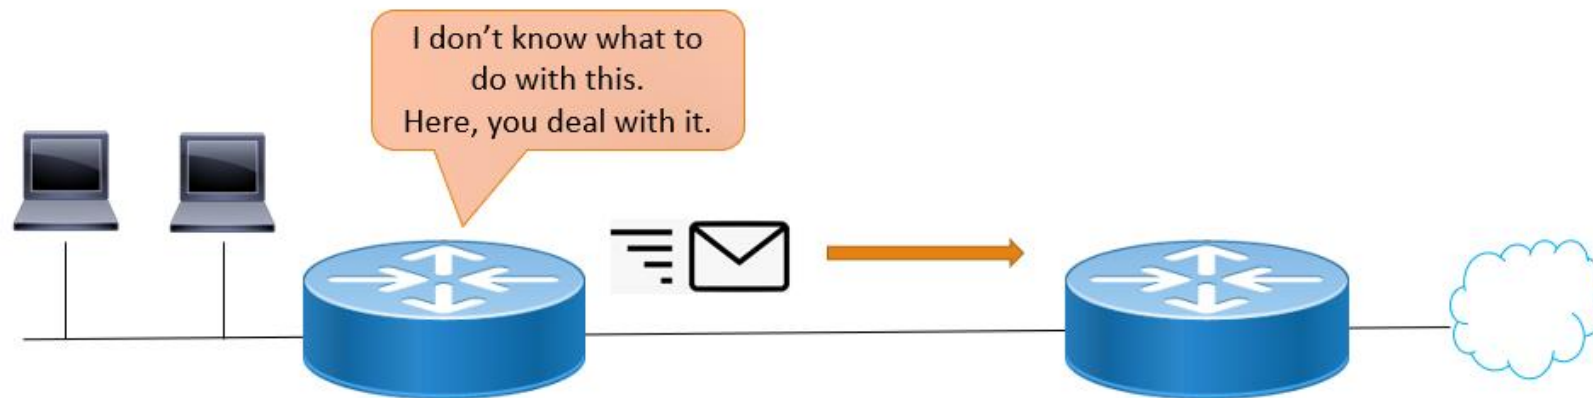 I don’t know what to
do with this.
Here, you deal with it.